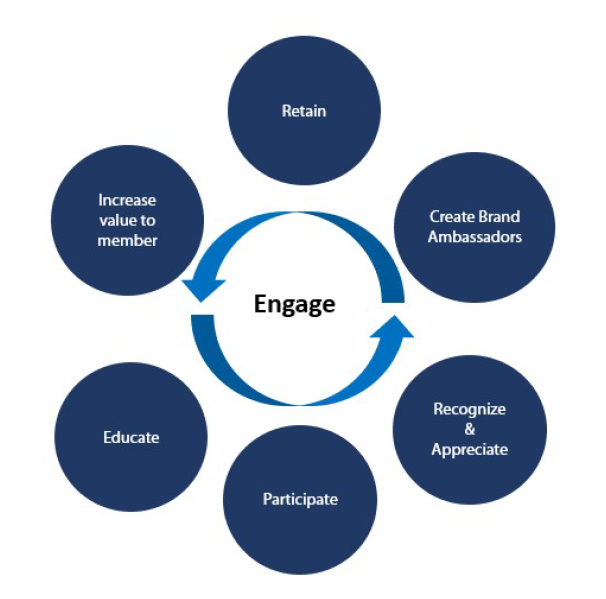 Retain
Increase
value to
member
Create Brand
Ambassadors
Engage
Educate
Recognize
&
Appreciate
Participate